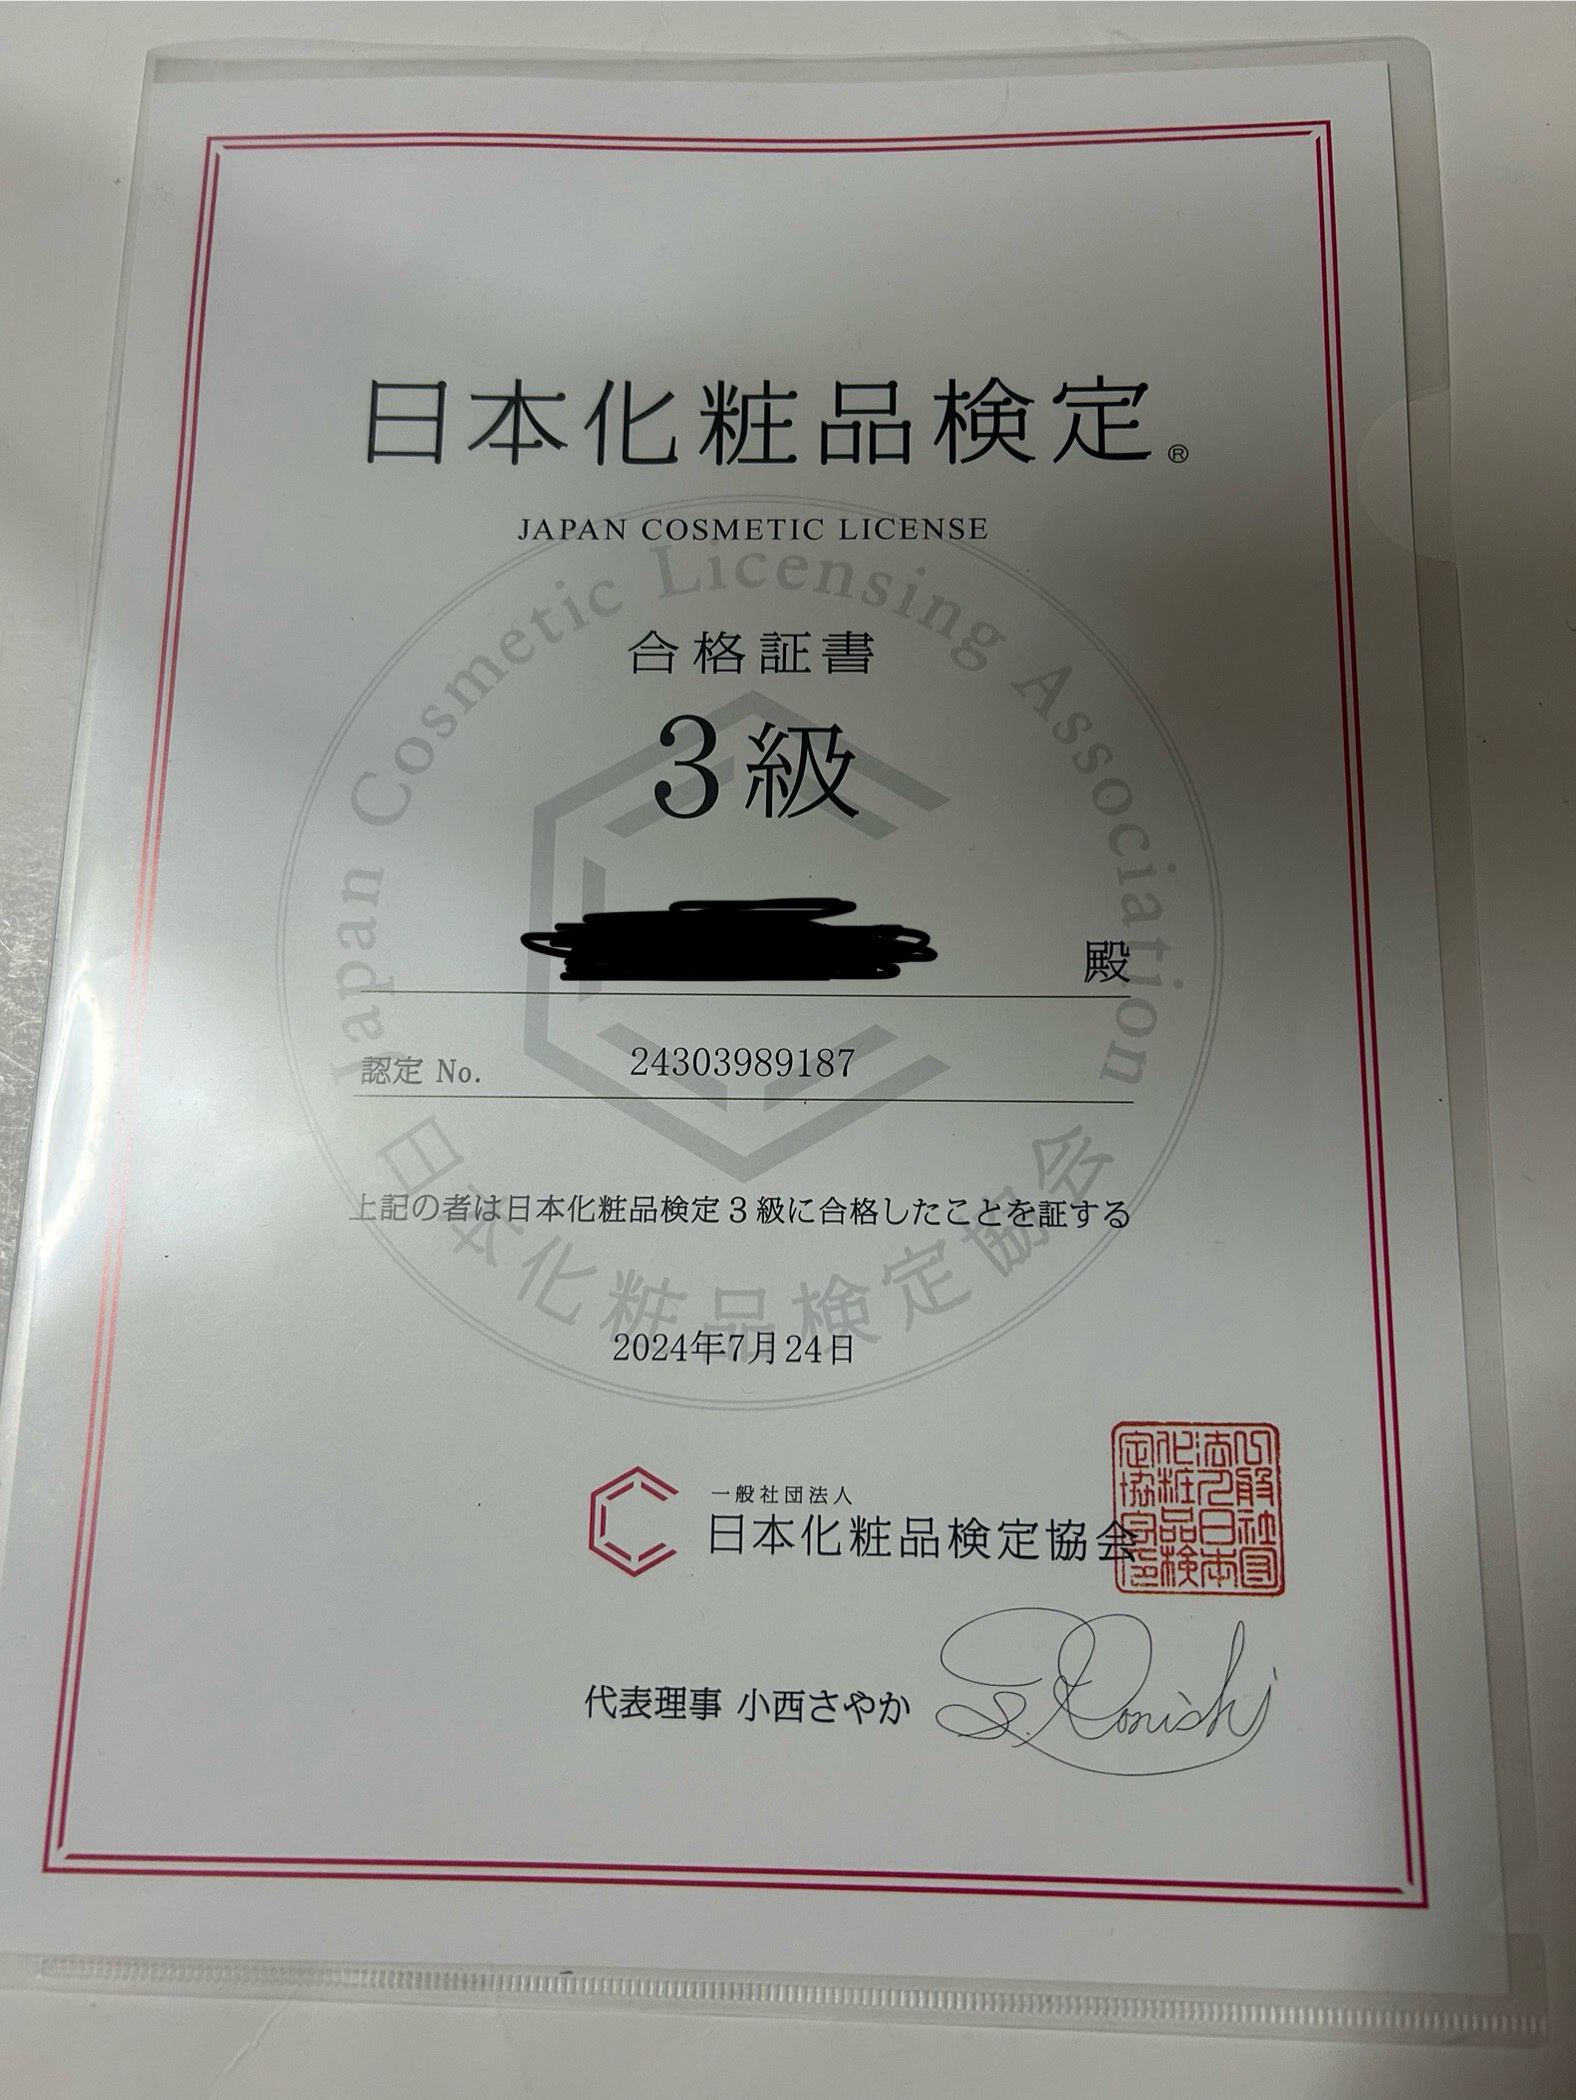 日本化粧品検定®
JAPAN COSMETIC LICENSE
Japan Cosmetic Licensing Association
合格証書
3級
殿
認定 No. 24303989187
上記の者は日本化粧品検定3級に合格したことを証する
日本化粧品検定協会
2024年7月24日
一般社団法人
日本化粧品検定協会
代表理事 小西さやか
S.Konishi